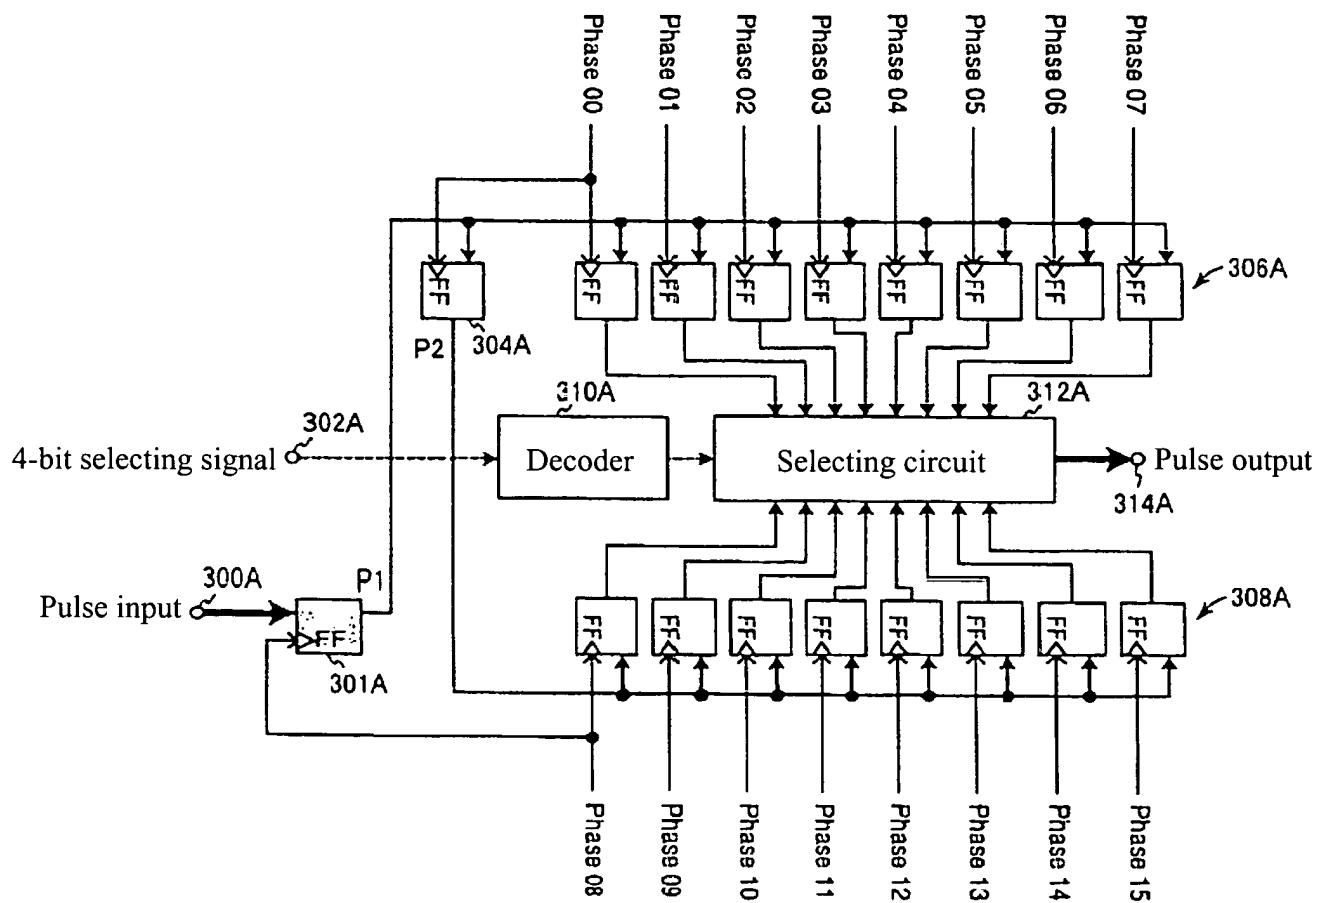 Phase 00
Phase 01
Phase 02
Phase 03
Phase 04
Phase 05
Phase 06
Phase 07
FF
FF
FF
FF
FF
FF
FF
FF
FF
306A
304A
P2
310A
312A
302A
4-bit selecting signal
Decoder
Selecting circuit
Pulse output
314A
P1
300A
Pulse input
FF
301A
FF
FF
FF
FF
FF
FF
FF
FF
308A
Phase 08
Phase 09
Phase 10
Phase 11
Phase 12
Phase 13
Phase 14
Phase 15